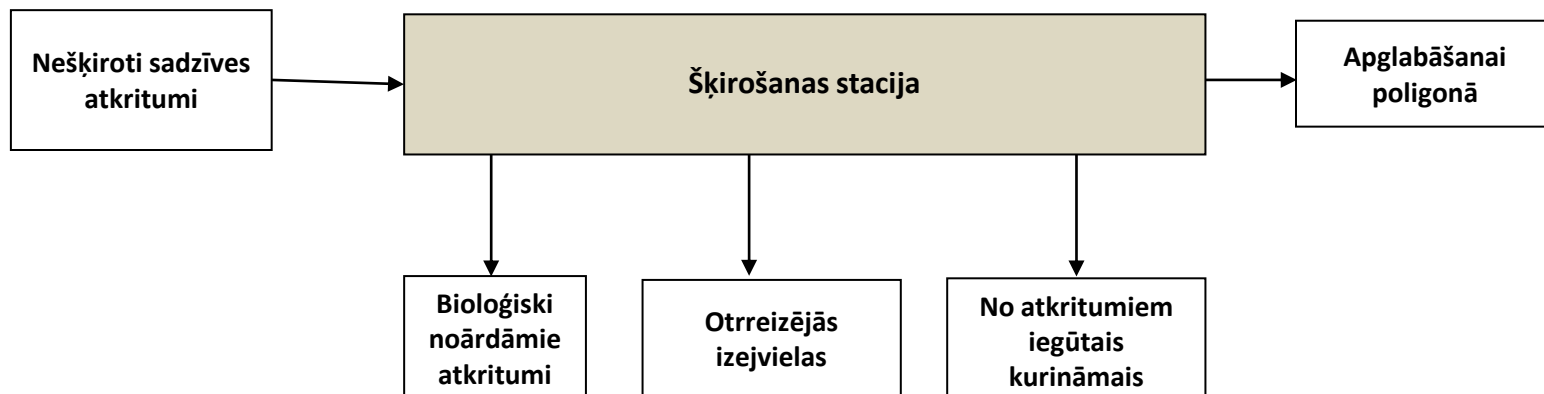 Nešķiroti sadzīves
atkritumi
Šķirošanas stacija
Apglabāšanai
poligonā
Bioloģiski
noārdāmie
atkritumi
Otrreizējās
izejvielas
No atkritumiem
iegūtais
kurināmais